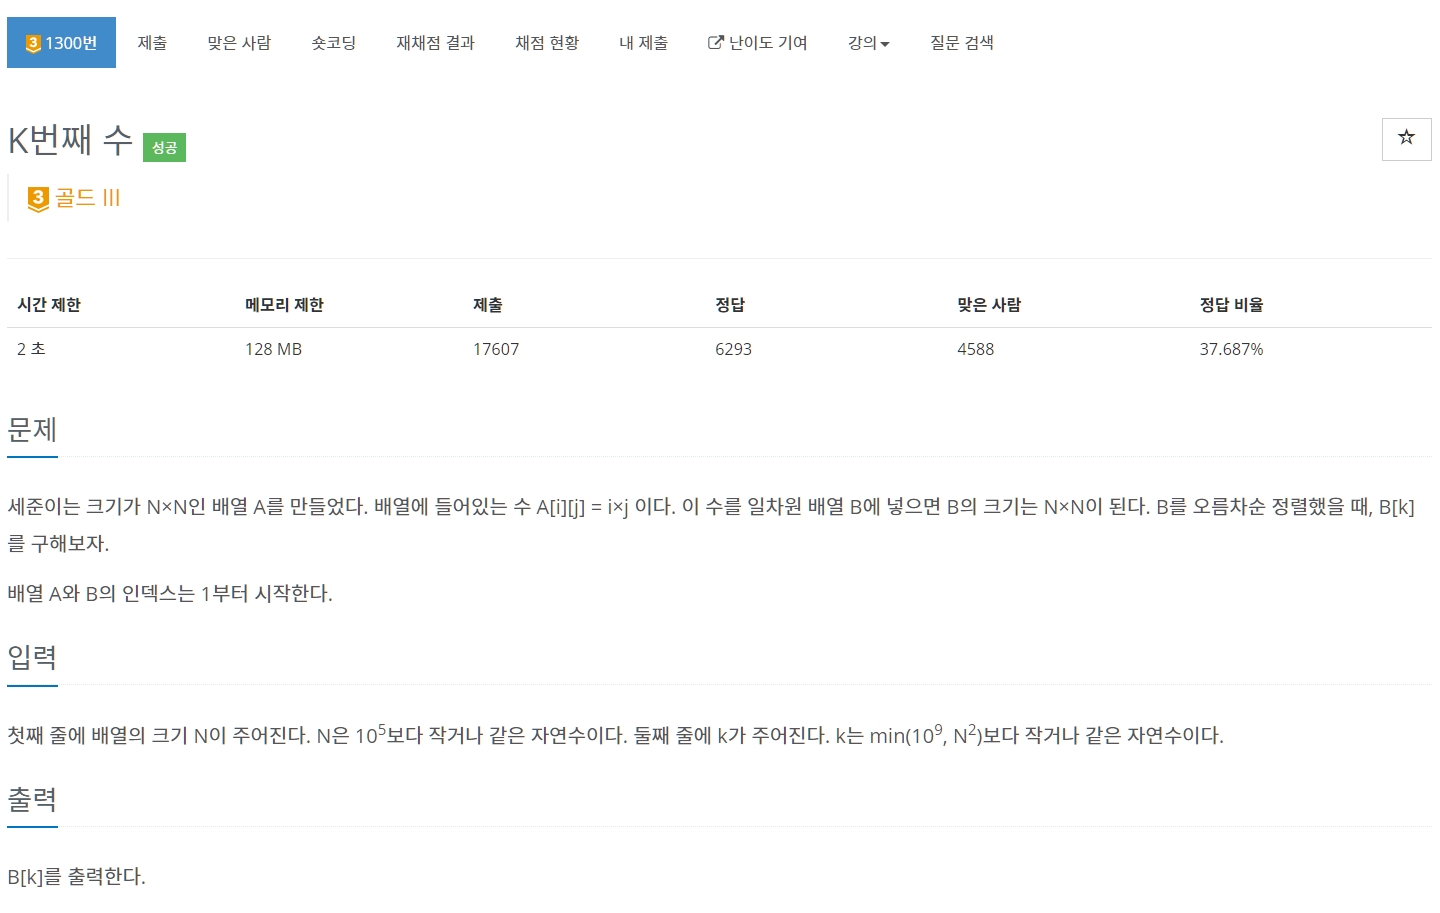 3 1300번 제출 맞은 사람 숏코딩 재채점 결과 채점 현황 내 제출 난이도 기여 강의 질문 검색
K번째 수 성공
3 골드 III
시간 제한 메모리 제한 제출 정답 맞은 사람 정답 비율
2 초 128 MB 17607 6293 4588 37.687%
문제
세준이는 크기가 N×N인 배열 A를 만들었다. 배열에 들어있는 수 A[i][j] = i×j 이다. 이 수를 일차원 배열 B에 넣으면 B의 크기는 N×N이 된다. B를 오름차순 정렬했을 때, B[k]
를 구해보자.
배열 A와 B의 인덱스는 1부터 시작한다.
입력
첫째 줄에 배열의 크기 N이 주어진다. N은 10⁵보다 작거나 같은 자연수이다. 둘째 줄에 k가 주어진다. k는 min(10⁹, N²)보다 작거나 같은 자연수이다.
출력
B[k]를 출력한다.